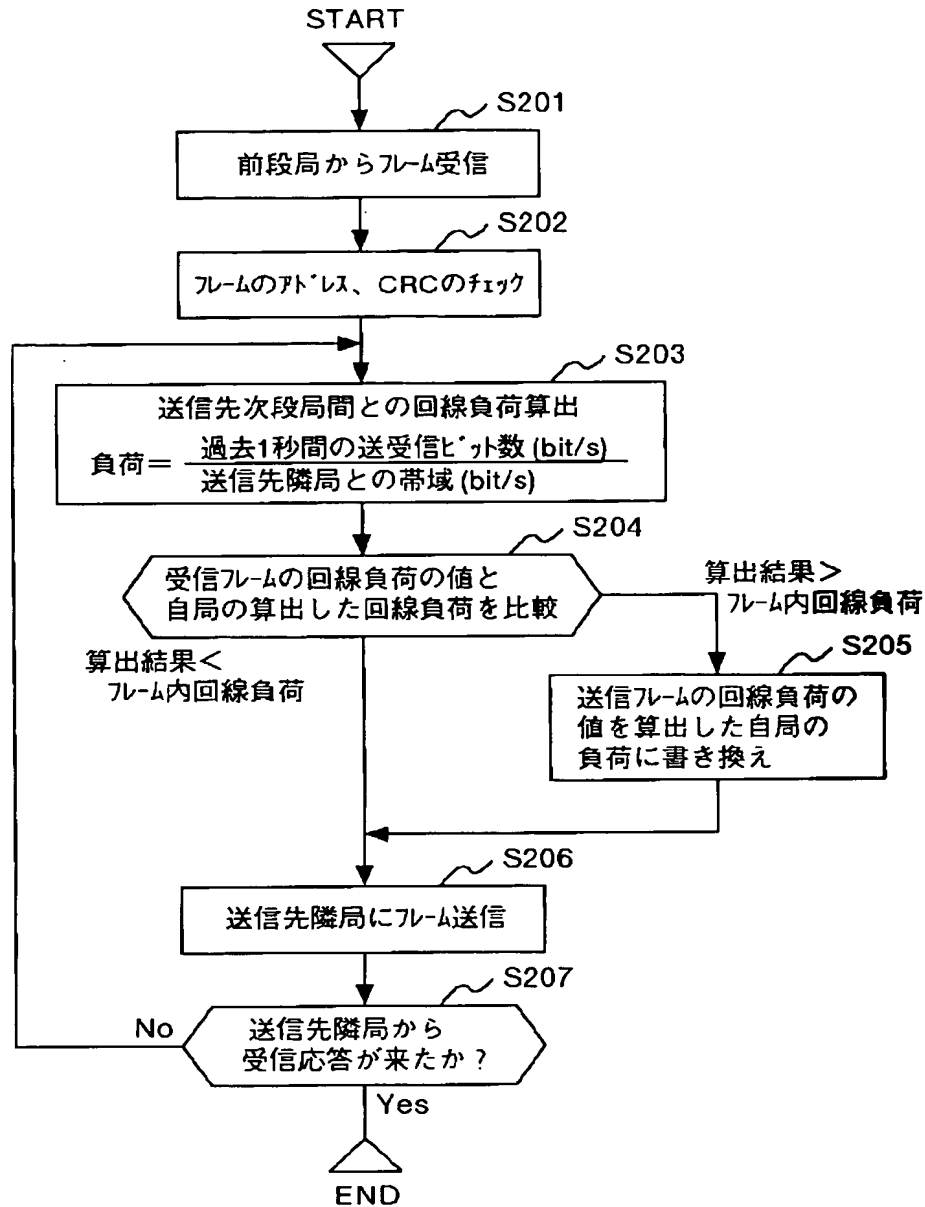 START
S201
前段局からﾌﾚｰﾑ受信
S202
ﾌﾚｰﾑのｱﾄﾞﾚｽ、CRCのﾁｪｯｸ
S203
送信先次段局間との回線負荷算出
負荷＝
過去1秒間の送受信ﾋﾞｯﾄ数(bit/s)
送信先隣局との帯域(bit/s)
S204
受信ﾌﾚｰﾑの回線負荷の値と
自局の算出した回線負荷を比較
算出結果＞
ﾌﾚｰﾑ内回線負荷
算出結果＜
ﾌﾚｰﾑ内回線負荷
S205
送信ﾌﾚｰﾑの回線負荷の
値を算出した自局の
負荷に書き換え
S206
送信先隣局にﾌﾚｰﾑ送信
S207
送信先隣局から
受信応答が来たか？
No
Yes
END